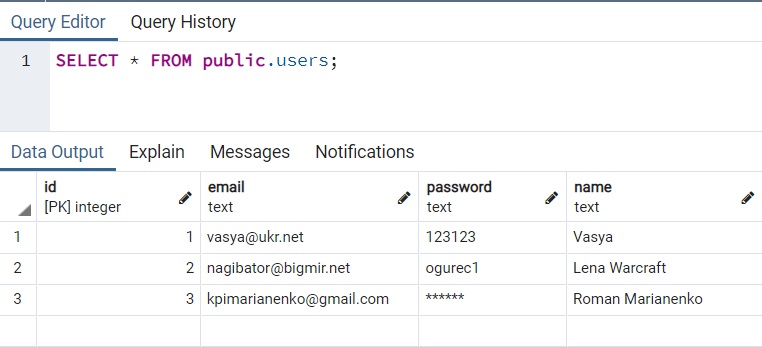 Query Editor Query History
1 SELECT * FROM public.users;
Data Output Explain Messages Notifications
id email password name
[PK] integer text text text
1 1 vasya@ukr.net 123123 Vasya
2 2 nagibator@bigmir.net ogurec1 Lena Warcraft
3 3 kpimarianenko@gmail.com ****** Roman Marianenko